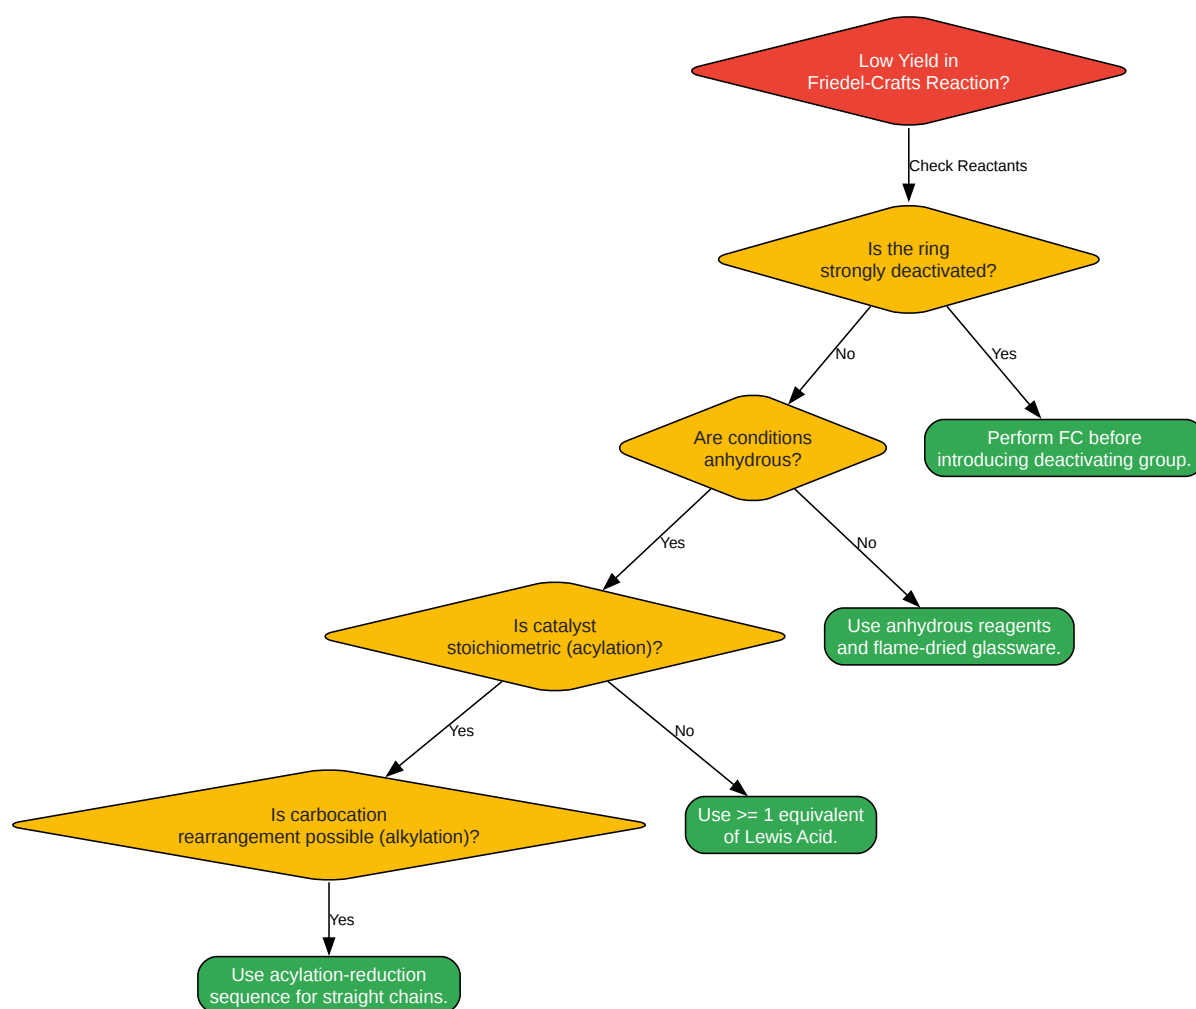 Low Yield in
Friedel-Crafts Reaction?
Check Reactants
Is the ring
strongly deactivated?
No
Yes
Are conditions
anhydrous?
Perform FC before
introducing deactivating group.
Yes
No
Is catalyst
stoichiometric (acylation)?
Use anhydrous reagents
and flame-dried glassware.
Yes
No
Is carbocation
rearrangement possible (alkylation)?
Use >= 1 equivalent
of Lewis Acid.
Yes
Use acylation-reduction
sequence for straight chains.